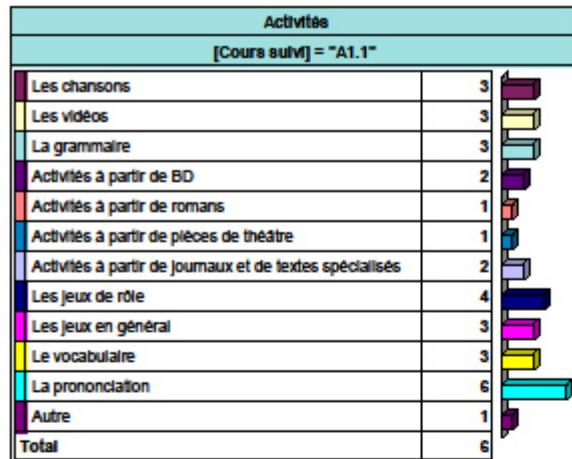 Activités
[Cours suivi] = "A1.1"
Les chansons 3
Les vidéos 3
La grammaire 3
Activités à partir de BD 2
Activités à partir de romans 1
Activités à partir de pièces de théâtre 1
Activités à partir de journaux et de textes spécialisés 2
Les jeux de rôle 4
Les jeux en général 3
Le vocabulaire 3
La prononciation 6
Autre 1
Total 6